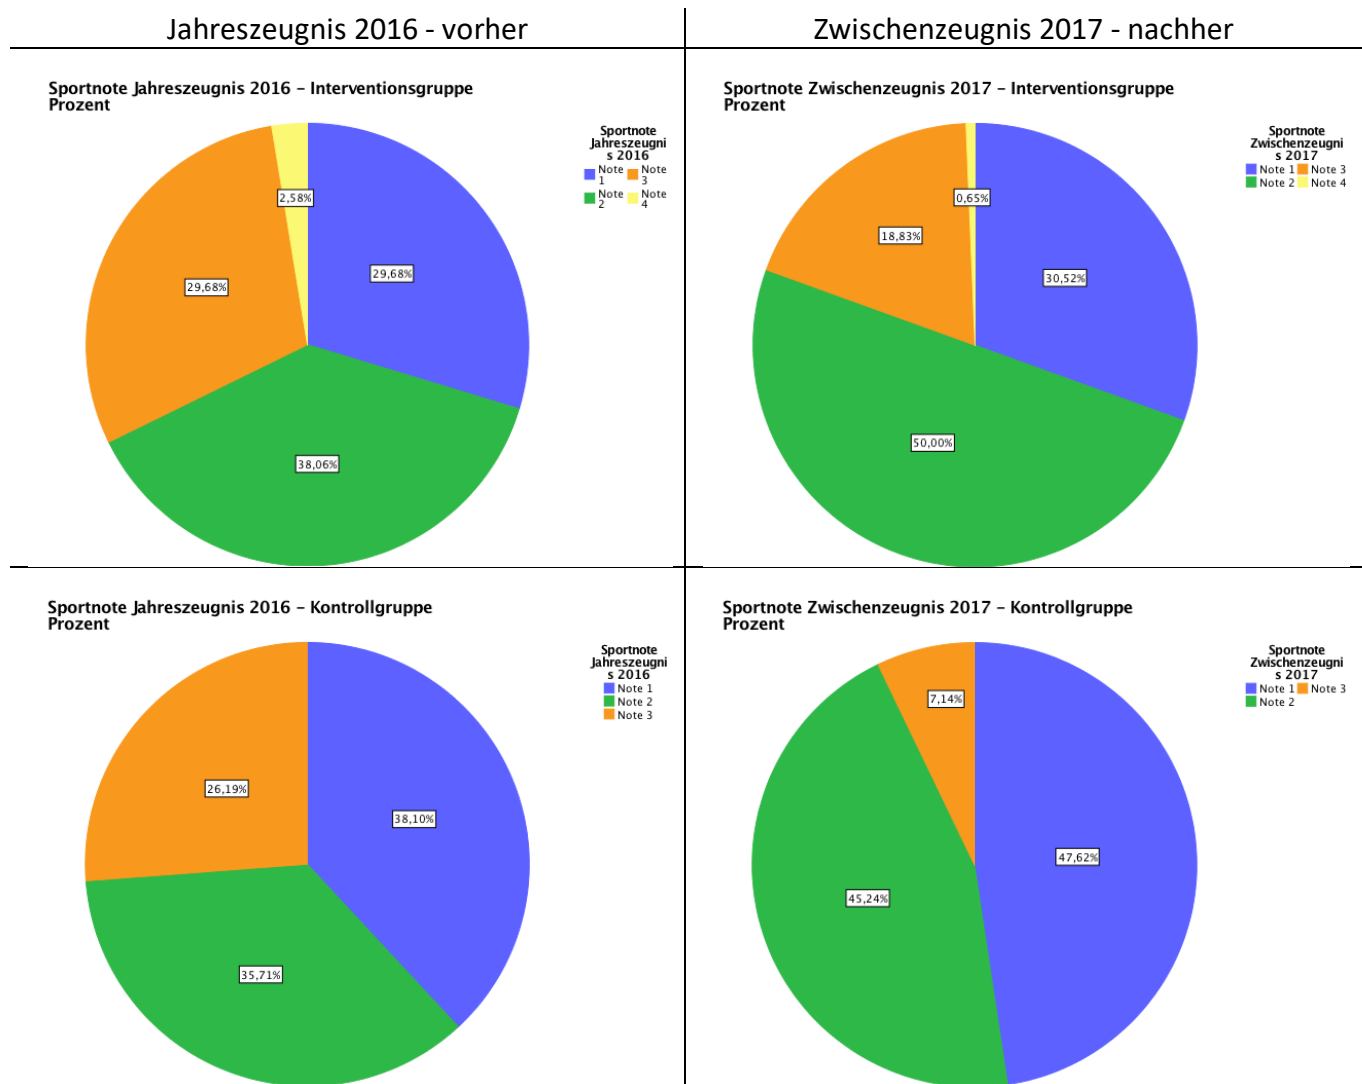 Jahreszeugnis 2016 - vorher
Zwischenzeugnis 2017 - nachher
Sportnote Jahreszeugnis 2016 – Interventionsgruppe
Prozent
Sportnote
Jahreszeugni
s 2016
Note 1
Note 3
Note 2
Note 4
2,58%
29,68%
29,68%
38,06%
Sportnote Zwischenzeugnis 2017 – Interventionsgruppe
Prozent
Sportnote
Zwischenzeugni
s 2017
Note 1 Note 3
Note 2 Note 4
0,65%
18,83%
30,52%
50,00%
Sportnote Jahreszeugnis 2016 – Kontrollgruppe
Prozent
Sportnote
Jahreszeugni
s 2016
Note 1
Note 2
Note 3
26,19%
38,10%
35,71%
Sportnote Zwischenzeugnis 2017 – Kontrollgruppe
Prozent
Sportnote
Zwischenzeugni
s 2017
Note 1 Note 3
Note 2
7,14%
47,62%
45,24%